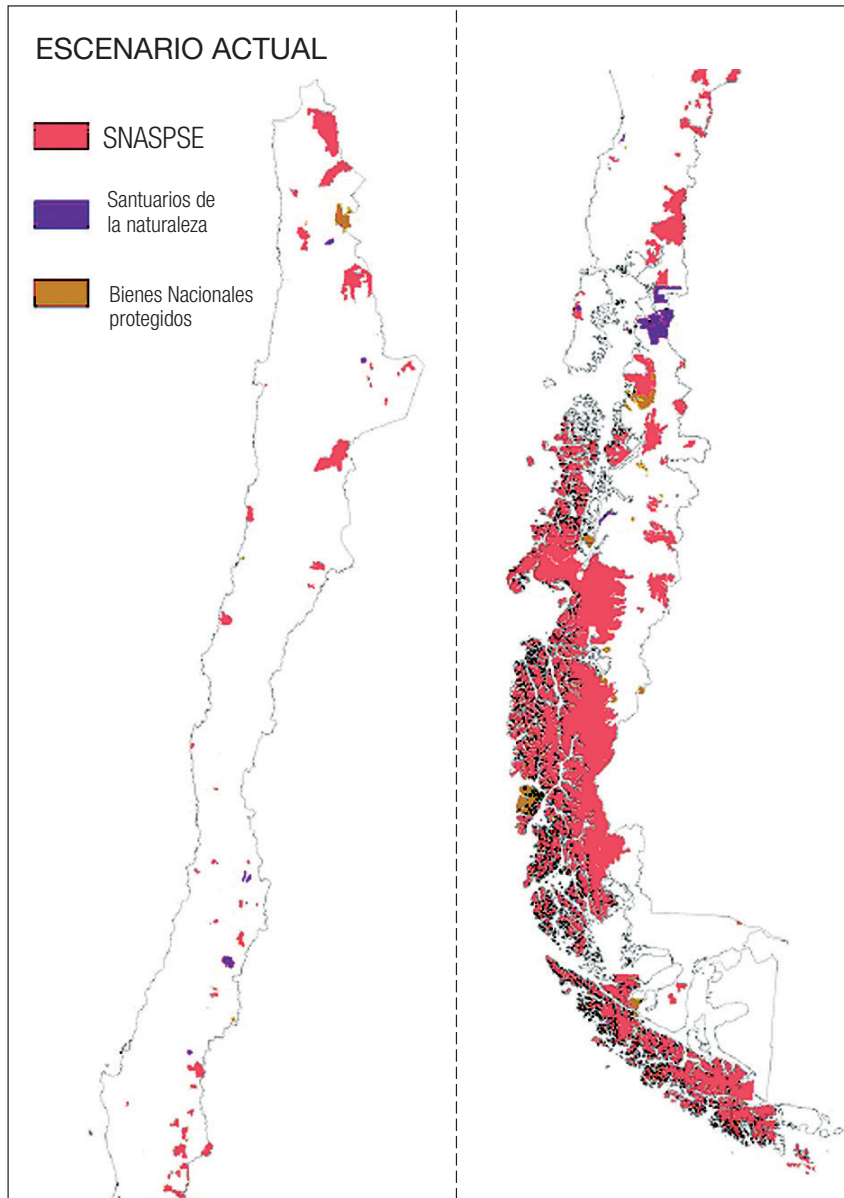 ESCENARIO ACTUAL
SNASPSE
Santuarios de
la naturaleza
Bienes Nacionales
protegidos